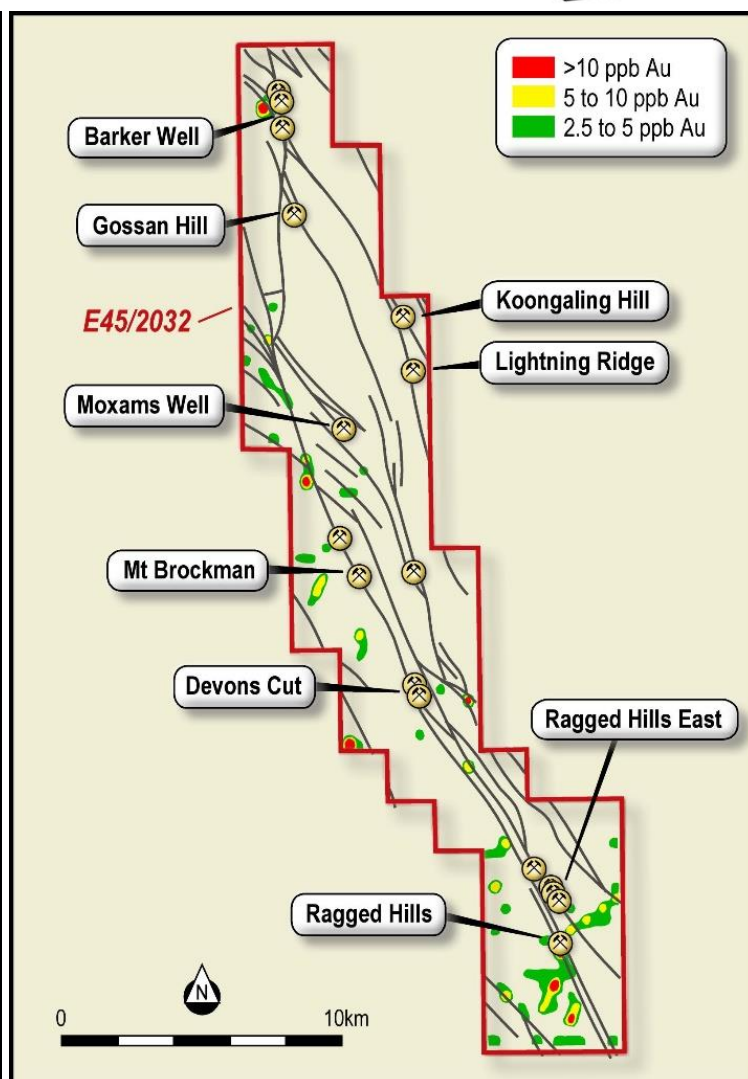 >10 ppb Au
5 to 10 ppb Au
2.5 to 5 ppb Au
Barker Well
Gossan Hill
Koongaling Hill
E45/2032
Lightning Ridge
Moxams Well
Mt Brockman
Devons Cut
Ragged Hills East
Ragged Hills
N
0
10km